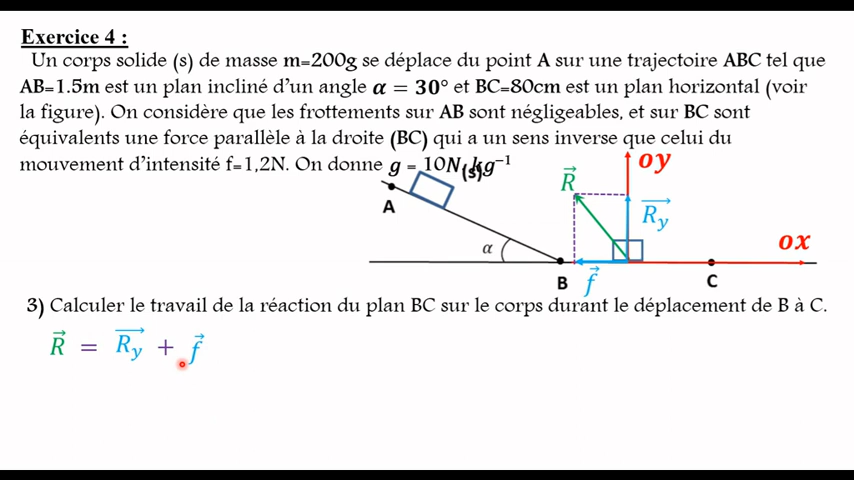 Exercice 4 :
Un corps solide (s) de masse m=200g se déplace du point A sur une trajectoire ABC tel que
AB=1.5m est un plan incliné d'un angle α = 30° et BC=80cm est un plan horizontal (voir
la figure). On considère que les frottements sur AB sont négligeables, et sur BC sont
équivalents une force parallèle à la droite (BC) qui a un sens inverse que celui du
mouvement d'intensité f=1,2N. On donne g = 10N.kg⁻¹
(s)
A
α
B
C
R⃗
oy
R_y⃗
ox
f⃗
3) Calculer le travail de la réaction du plan BC sur le corps durant le déplacement de B à C.
R⃗ = R_y⃗ + f⃗